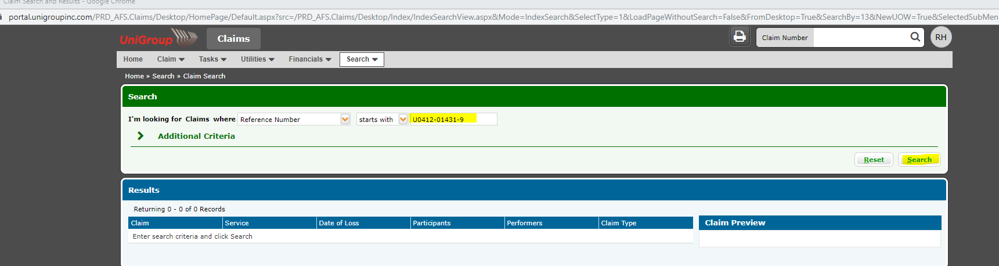 Claim Search and Results - Google Chrome
portal.unigroupinc.com/PRD_AFS.Claims/Desktop/HomePage/Default.aspx?src=/PRD_AFS.Claims/Desktop/Index/IndexSearchView.aspx&Mode=IndexSearch&SelectType=1&LoadPageWithoutSearch=False&FromDesktop=True&SearchBy=13&NewUOW=True&SelectedSubMen
UniGroup Claims Claim Number RH
Home Claim Tasks Utilities Financials Search
Home » Search » Claim Search
Search
I'm looking for Claims where Reference Number starts with U0412-01431-9
Additional Criteria
Reset Search
Results
Returning 0 - 0 of 0 Records
Claim Service Date of Loss Participants Performers Claim Type Claim Preview
Enter search criteria and click Search